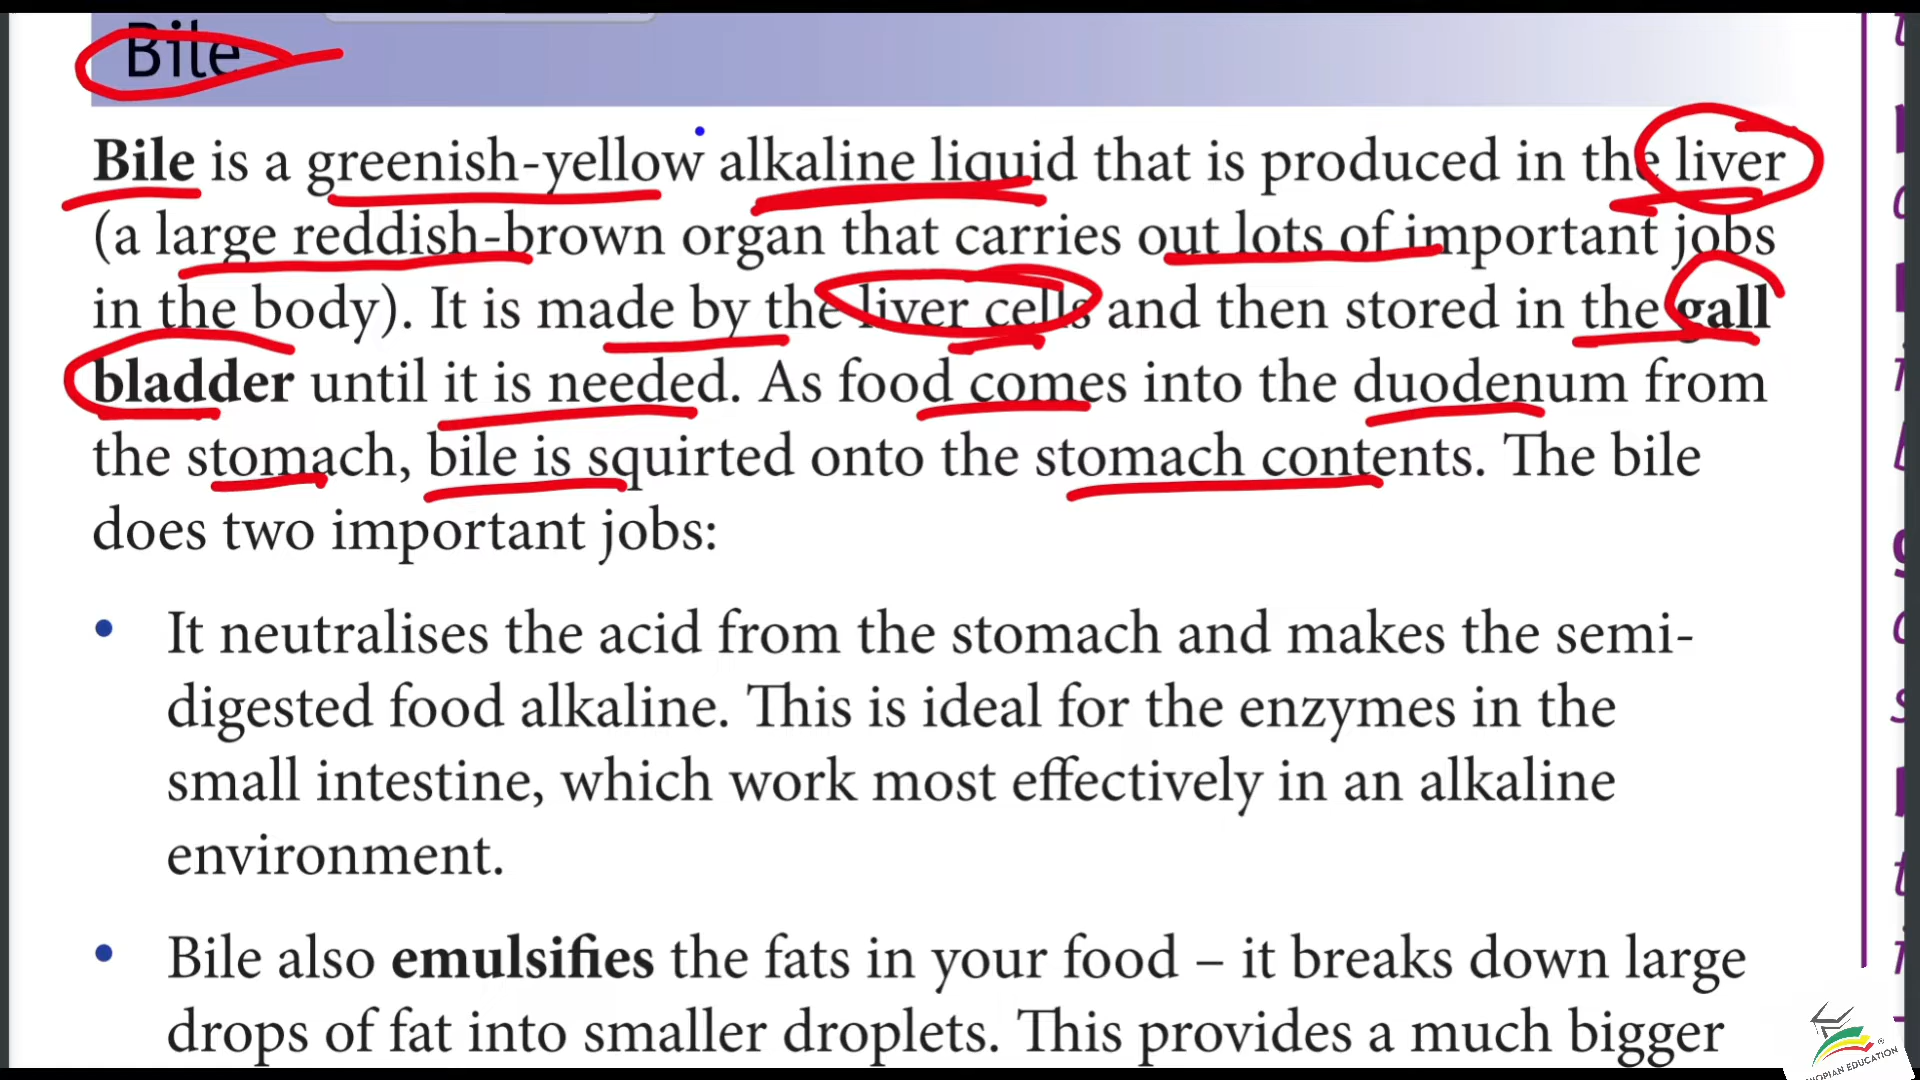 Bile
Bile is a greenish-yellow alkaline liquid that is produced in the liver
(a large reddish-brown organ that carries out lots of important jobs
in the body). It is made by the liver cells and then stored in the gall
bladder until it is needed. As food comes into the duodenum from
the stomach, bile is squirted onto the stomach contents. The bile
does two important jobs:
• It neutralises the acid from the stomach and makes the semi-
digested food alkaline. This is ideal for the enzymes in the
small intestine, which work most effectively in an alkaline
environment.
• Bile also emulsifies the fats in your food – it breaks down large
drops of fat into smaller droplets. This provides a much bigger
EDUCATION